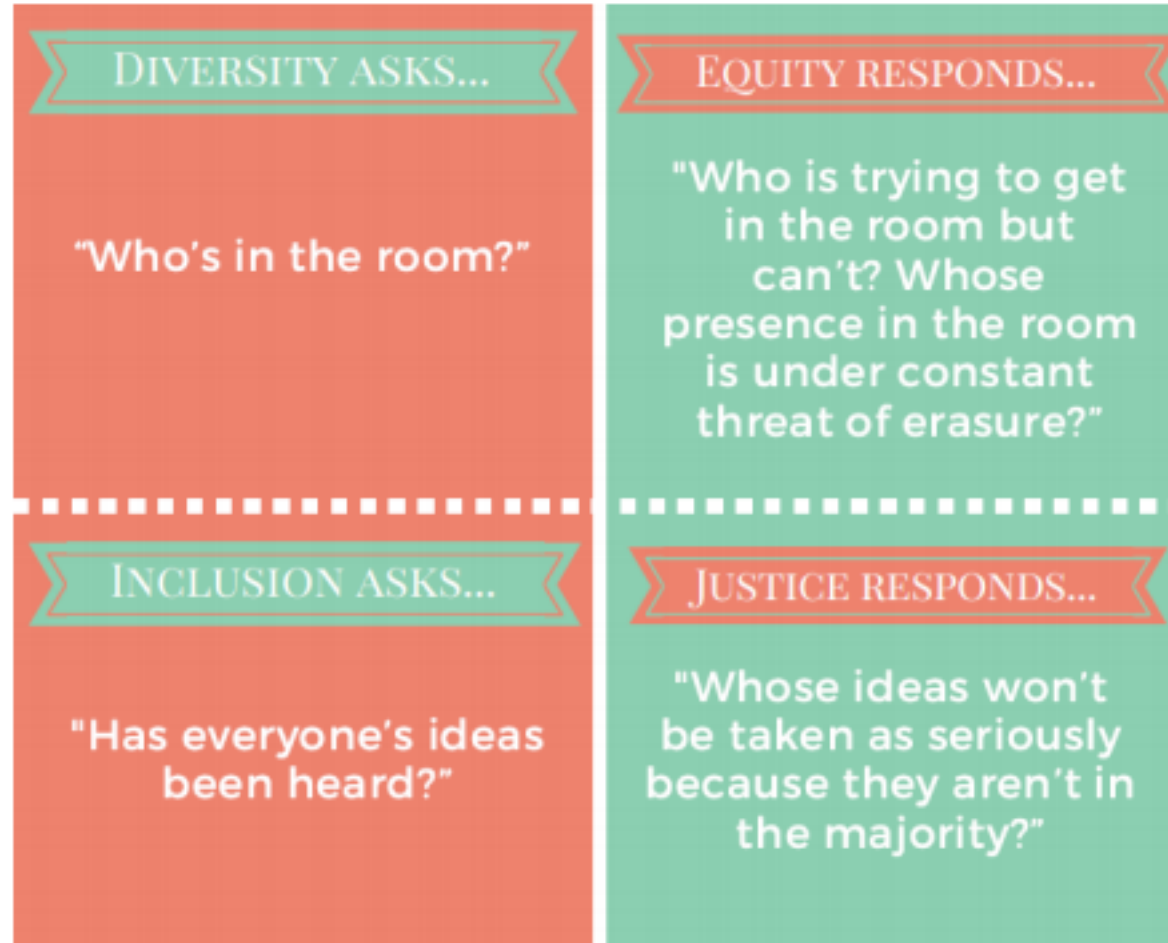 DIVERSITY ASKS...
“Who's in the room?”
EQUITY RESPONDS...
"Who is trying to get
in the room but
can't? Whose
presence in the room
is under constant
threat of erasure?”
INCLUSION ASKS...
"Has everyone's ideas
been heard?”
JUSTICE RESPONDS...
"Whose ideas won't
be taken as seriously
because they aren't in
the majority?”